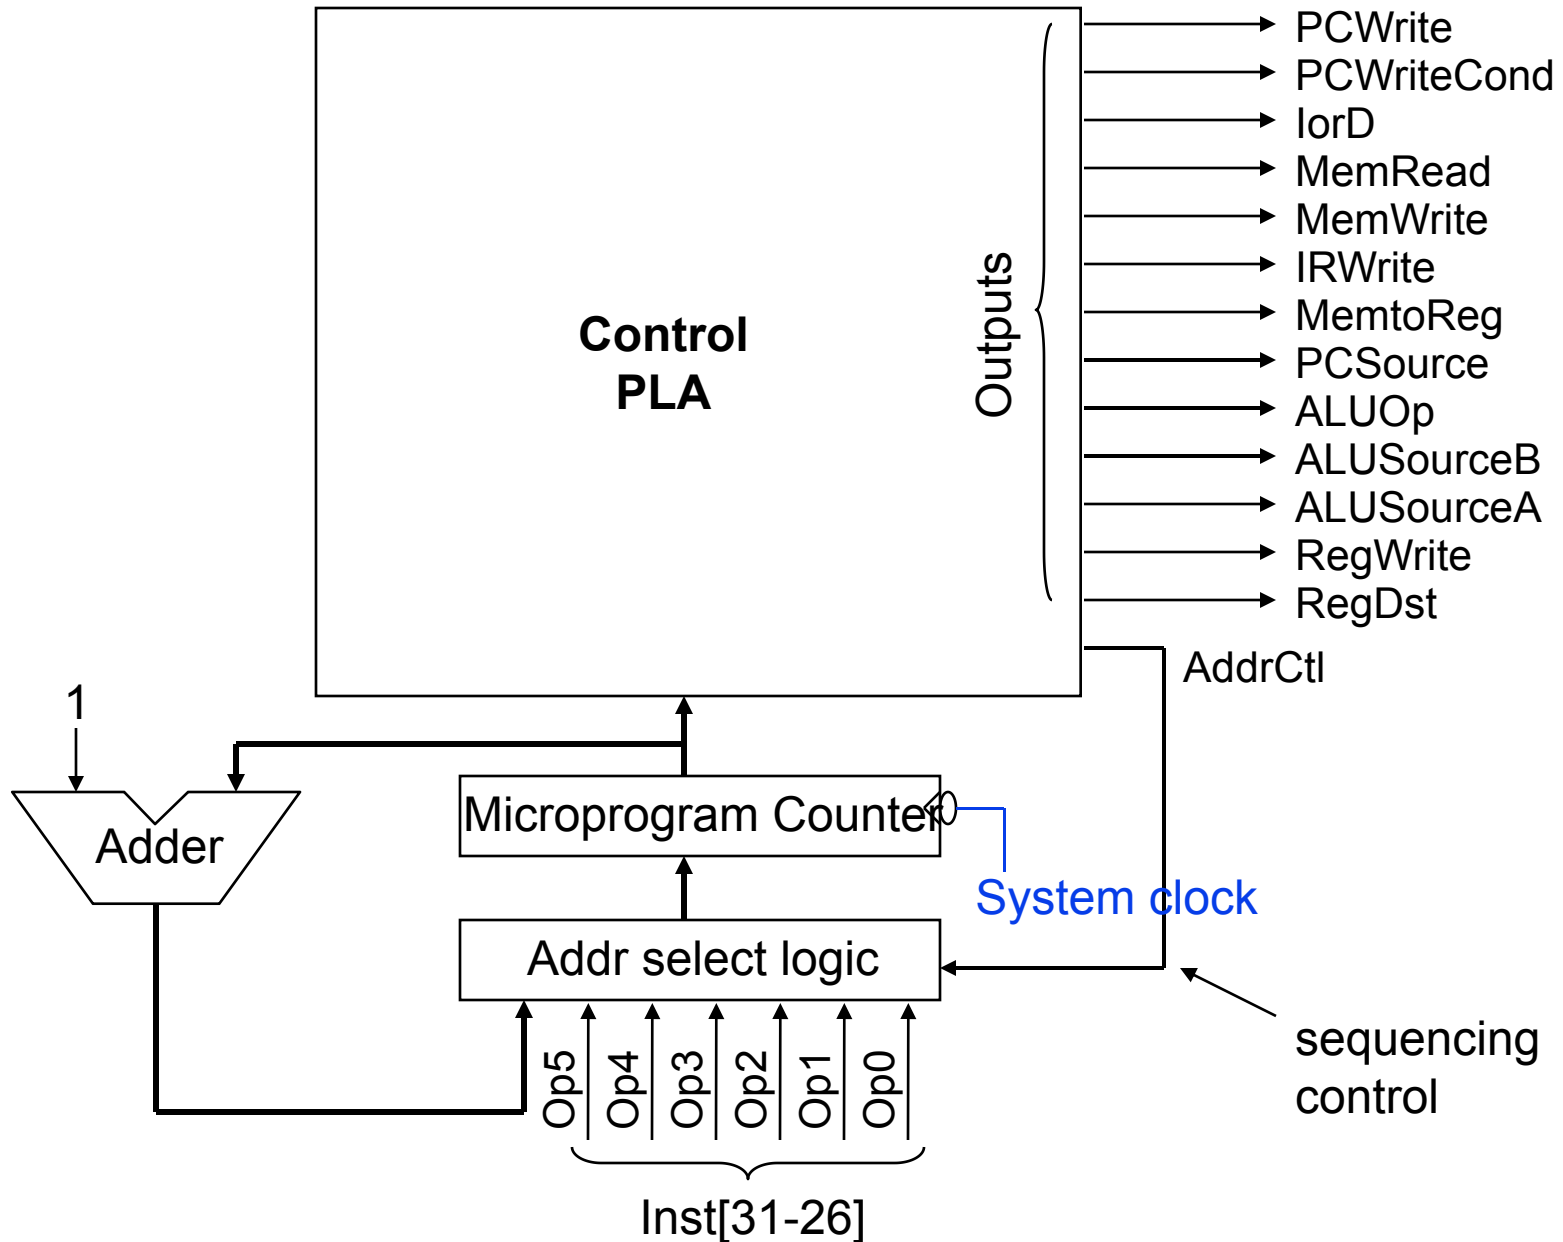 PCWrite
PCWriteCond
IorD
MemRead
MemWrite
IRWrite
MemtoReg
PCSource
ALUOp
ALUSourceB
ALUSourceA
RegWrite
RegDst
Outputs
Control
PLA
AddrCtl
1
Adder
Microprogram Counter
System clock
Addr select logic
sequencing
control
Op5
Op4
Op3
Op2
Op1
Op0
Inst[31-26]